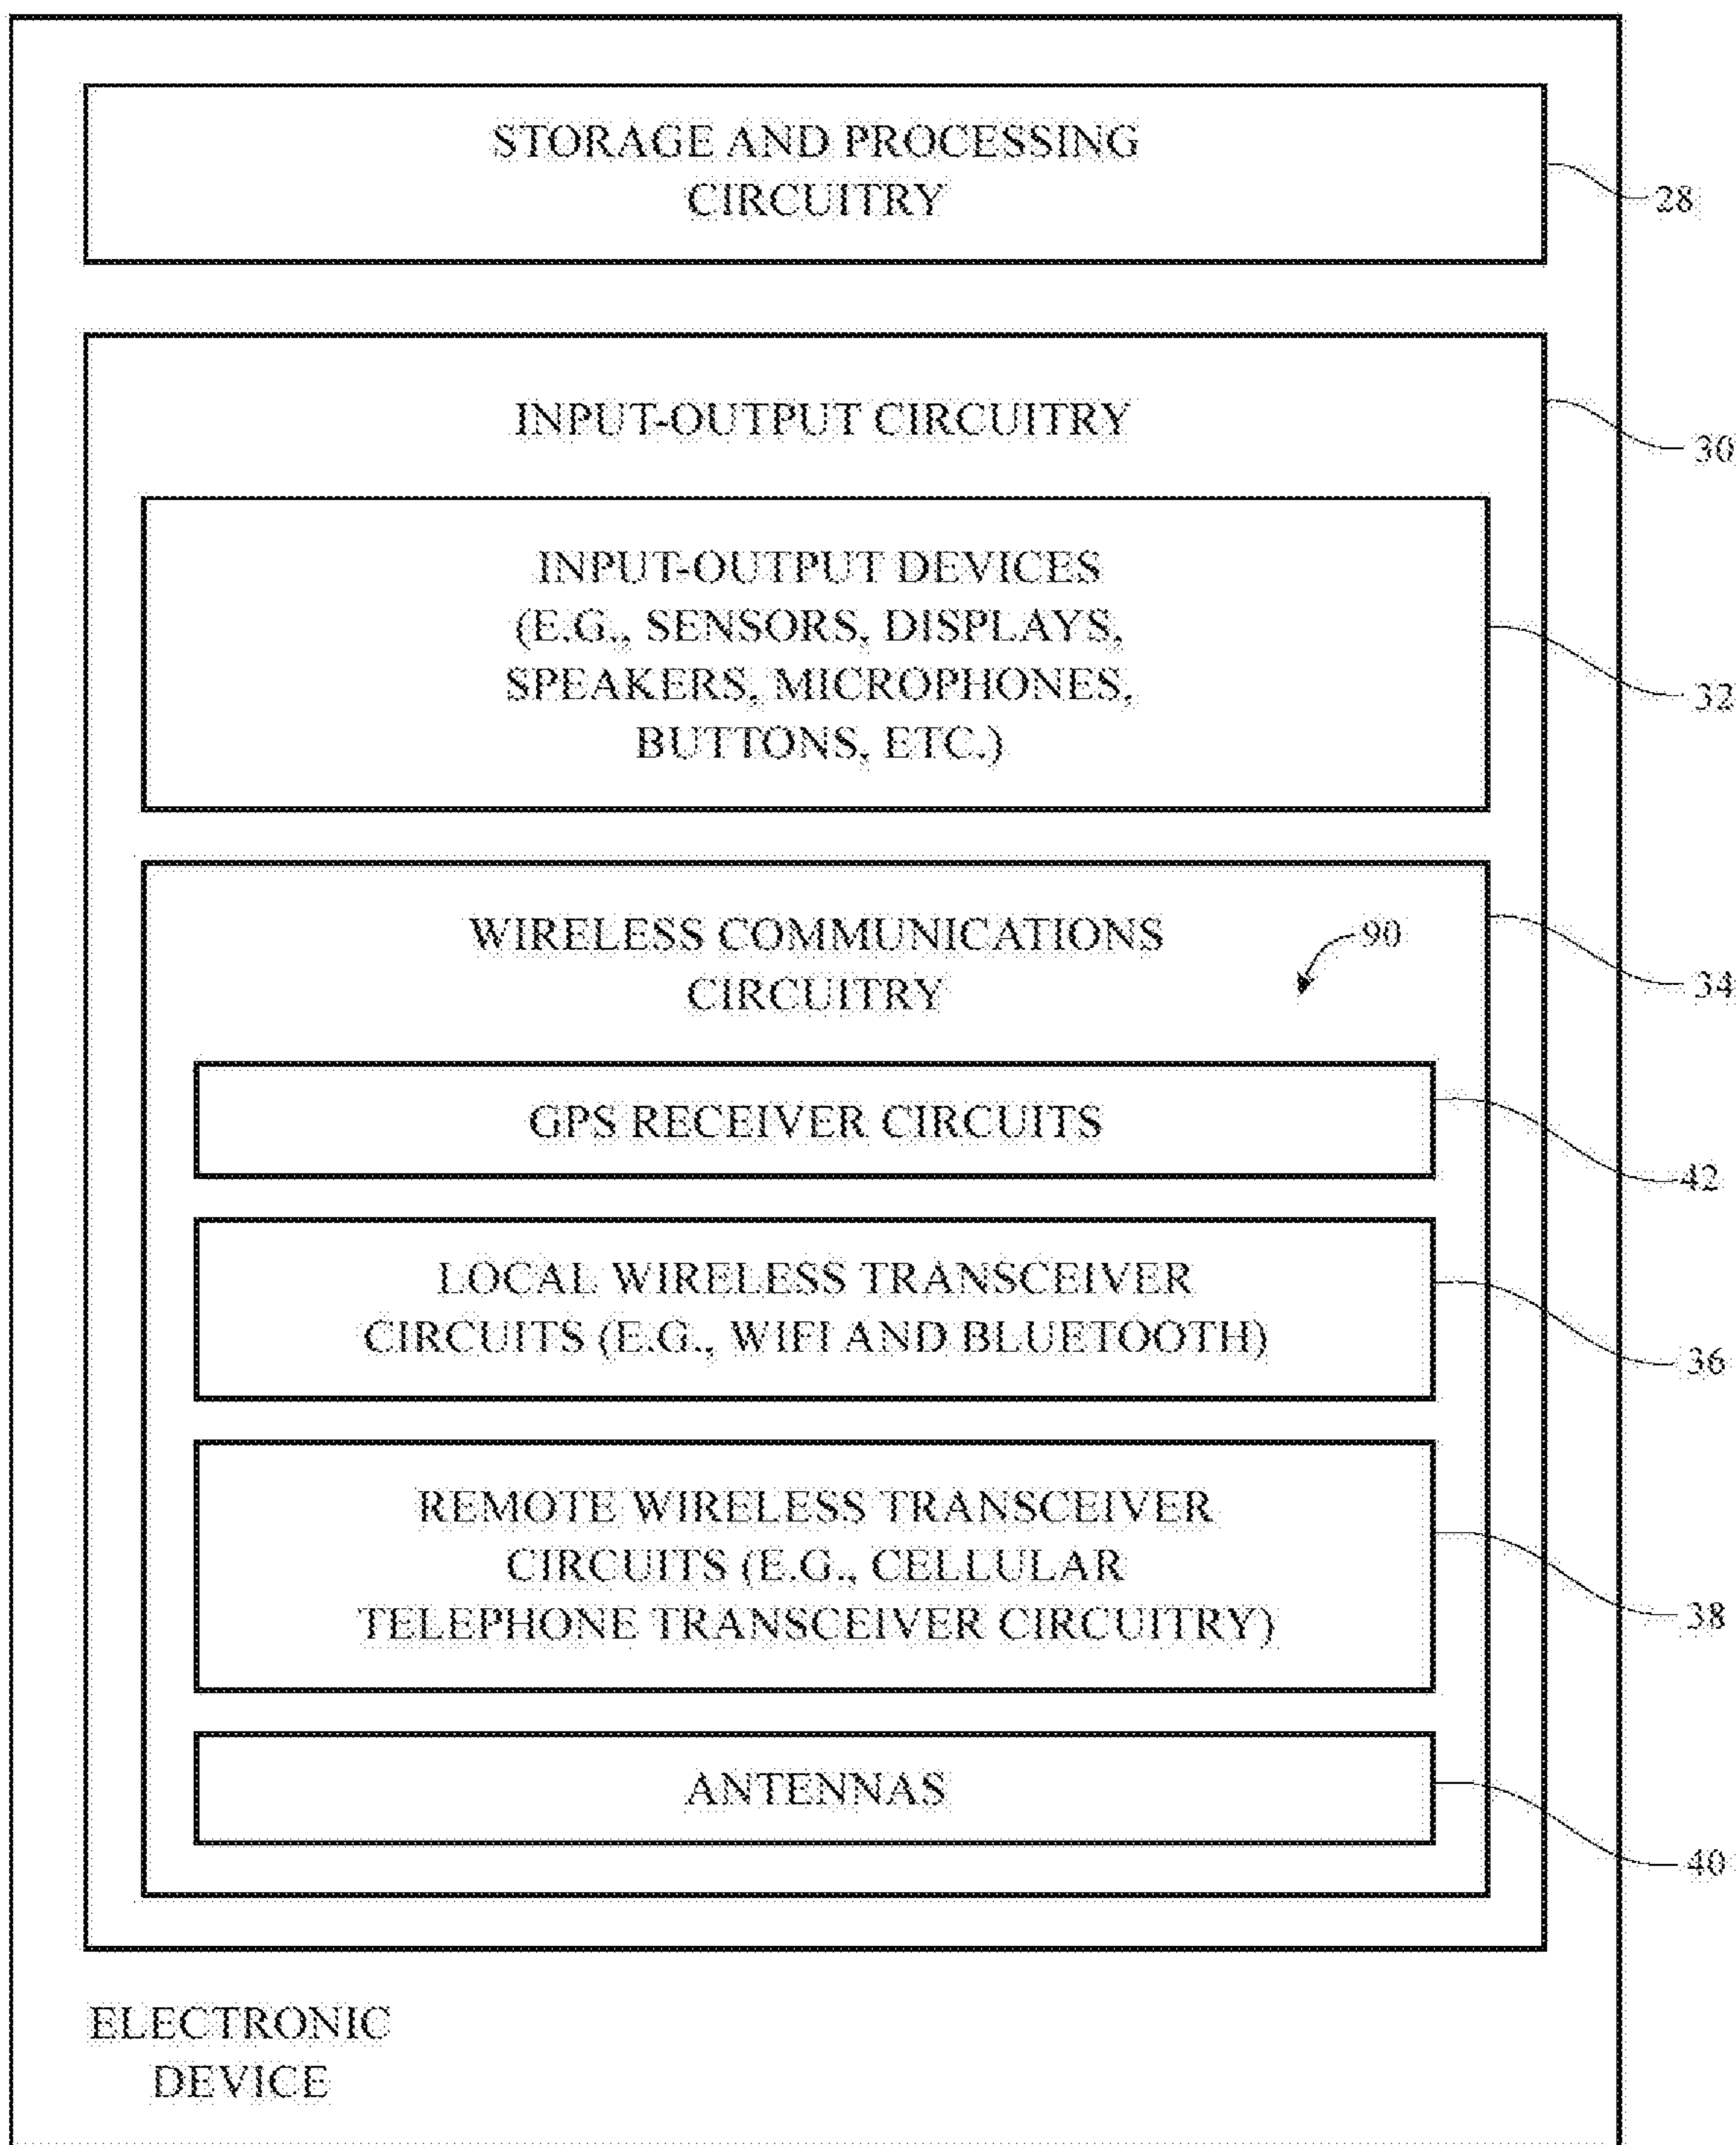 STORAGE AND PROCESSING
CIRCUITRY
28
INPUT-OUTPUT CIRCUITRY
30
INPUT-OUTPUT DEVICES
(E.G., SENSORS, DISPLAYS,
SPEAKERS, MICROPHONES,
BUTTONS, ETC.)
32
WIRELESS COMMUNICATIONS
CIRCUITRY
90
34
GPS RECEIVER CIRCUITS
42
LOCAL WIRELESS TRANSCEIVER
CIRCUITS (E.G., WIFI AND BLUETOOTH)
36
REMOTE WIRELESS TRANSCEIVER
CIRCUITS (E.G., CELLULAR
TELEPHONE TRANSCEIVER CIRCUITRY)
38
ANTENNAS
40
ELECTRONIC
DEVICE